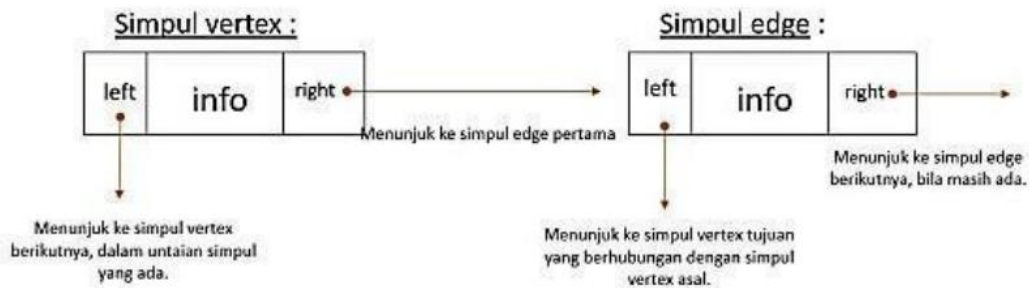 Simpul vertex :
left
info
right
Menunjuk ke simpul edge pertama
Menunjuk ke simpul vertex
berikutnya, dalam untaian simpul
yang ada.
Simpul edge :
left
info
right
Menunjuk ke simpul edge
berikutnya, bila masih ada.
Menunjuk ke simpul vertex tujuan
yang berhubungan dengan simpul
vertex asal.